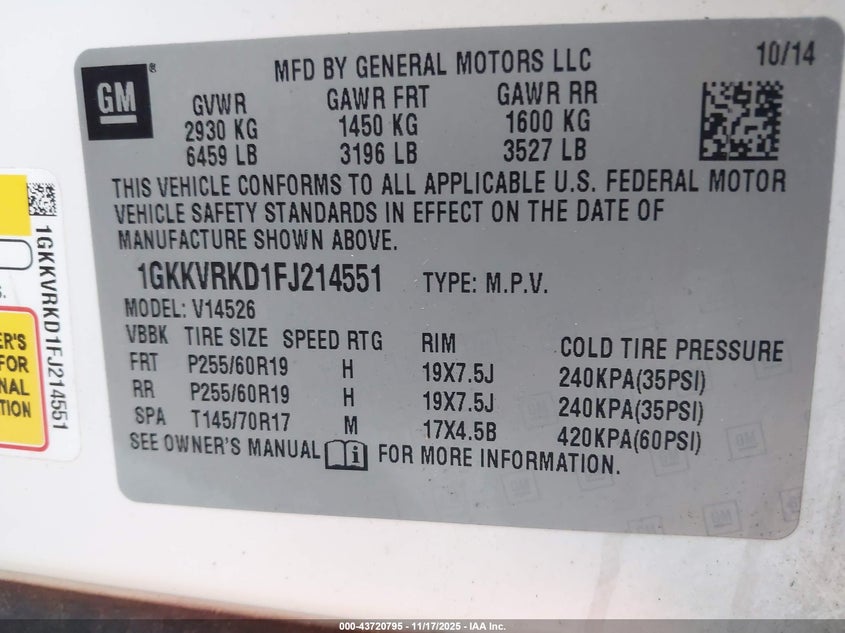 GM
®
MFD BY GENERAL MOTORS LLC
10/14
GVWR GAWR FRT GAWR RR
2930 KG 1450 KG 1600 KG
6459 LB 3196 LB 3527 LB
THIS VEHICLE CONFORMS TO ALL APPLICABLE U.S. FEDERAL MOTOR
VEHICLE SAFETY STANDARDS IN EFFECT ON THE DATE OF
MANUFACTURE SHOWN ABOVE.
1GKKVRKD1FJ214551 TYPE: M.P.V.
MODEL: V14526
VBBK TIRE SIZE SPEED RTG RIM COLD TIRE PRESSURE
FRT P255/60R19 H 19X7.5J 240KPA(35PSI)
RR P255/60R19 H 19X7.5J 240KPA(35PSI)
SPA T145/70R17 M 17X4.5B 420KPA(60PSI)
SEE OWNER'S MANUAL i FOR MORE INFORMATION.
1GKKVRKD1FJ214551
S.
ER'S
FOR
NAL
TION
000-43720795 - 11/17/2025 - IAA Inc.